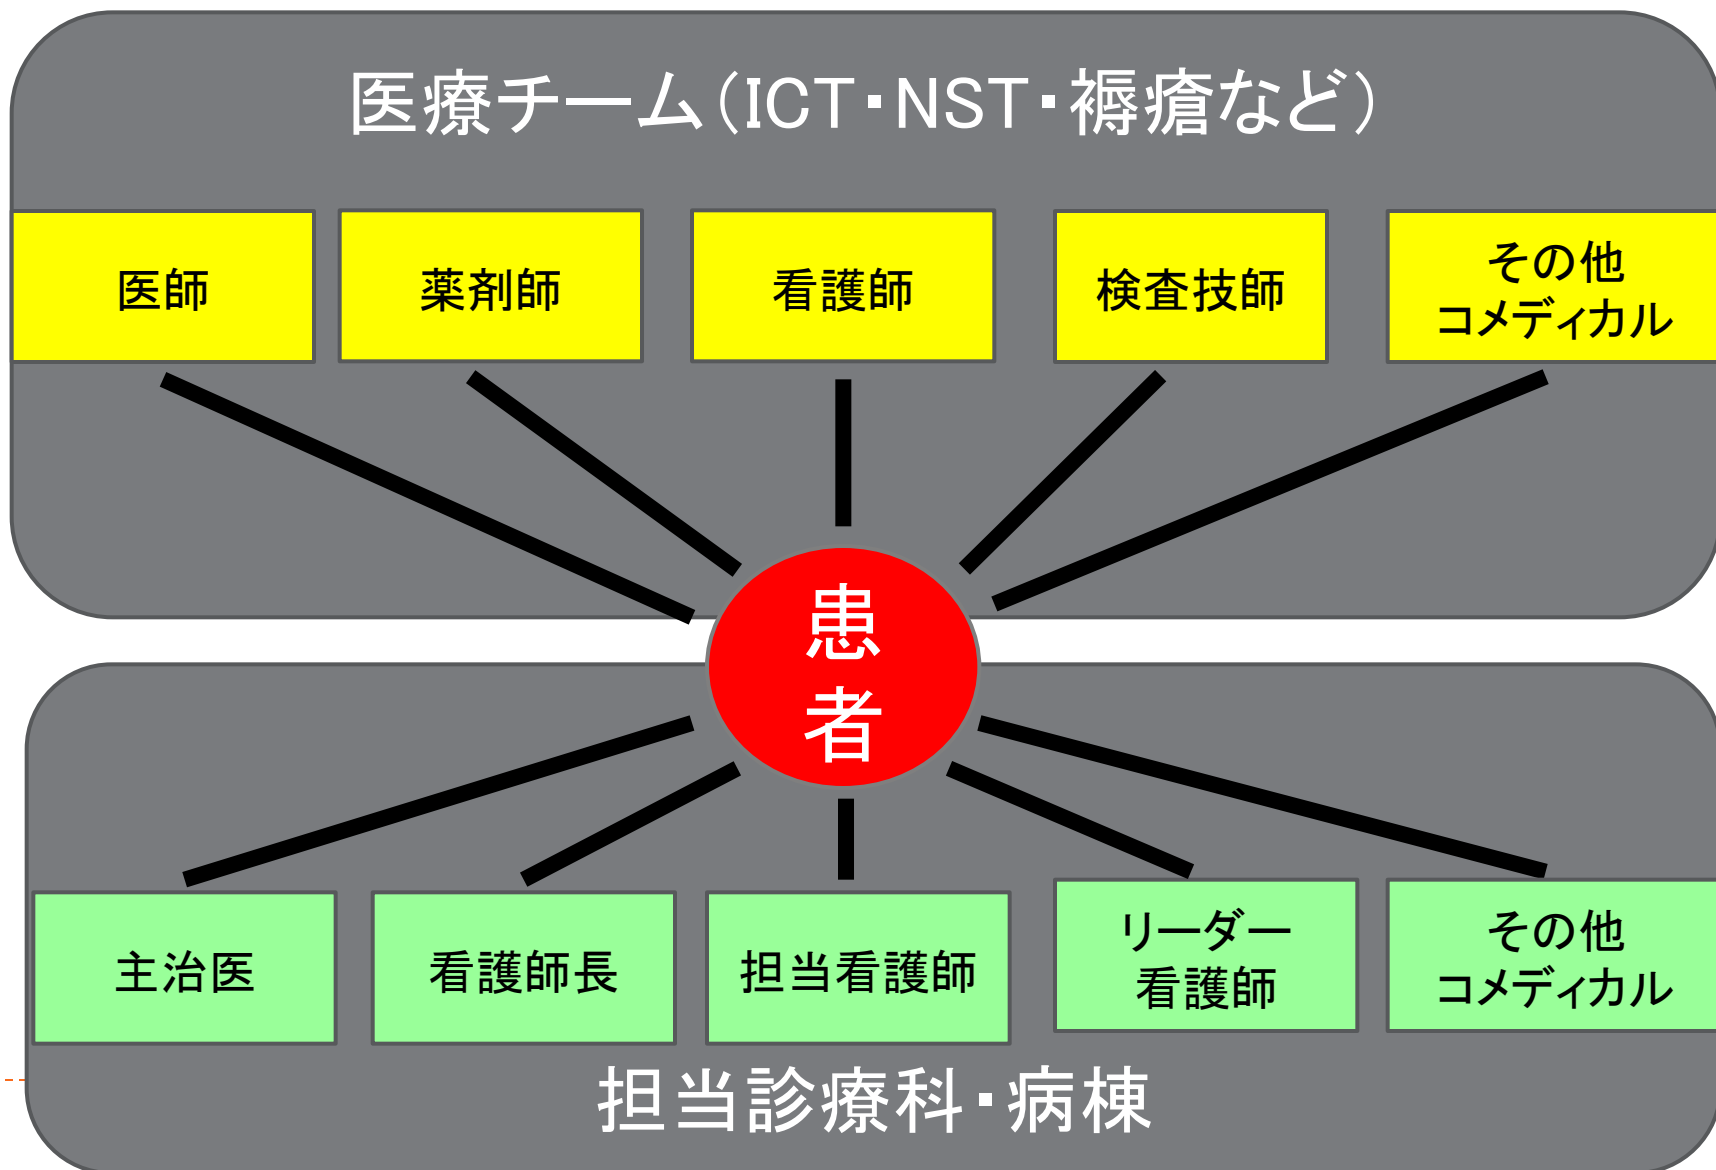 医療チーム（ICT・NST・褥瘡など）
医師
薬剤師
看護師
検査技師
その他
コメディカル
患
者
主治医
看護師長
担当看護師
リーダー
看護師
その他
コメディカル
担当診療科・病棟